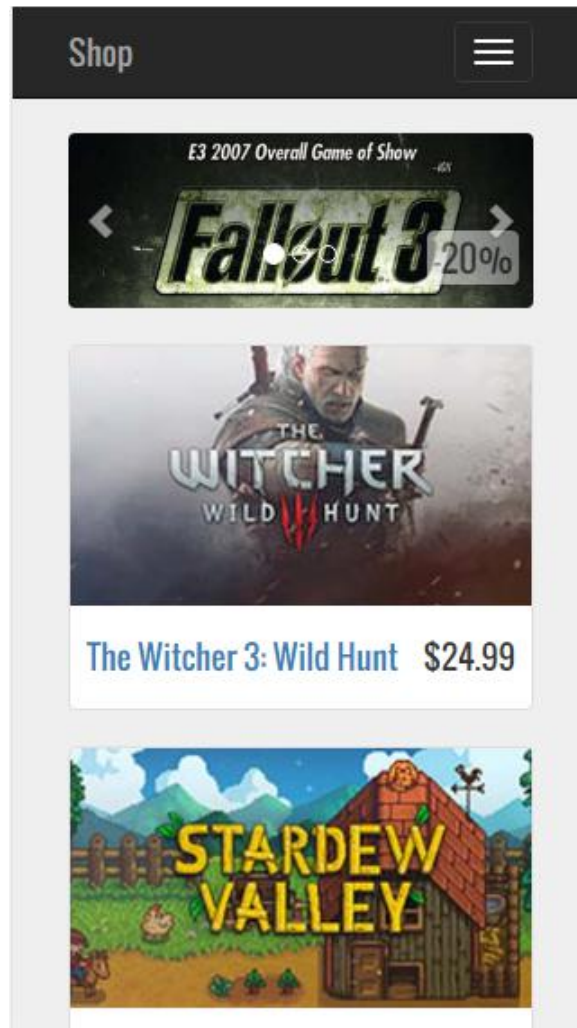 Shop
E3 2007 Overall Game of Show
-IGN
Fallout 3
-20%
THE
WITCHER
WILD HUNT
The Witcher 3: Wild Hunt $24.99
STARDEW
VALLEY